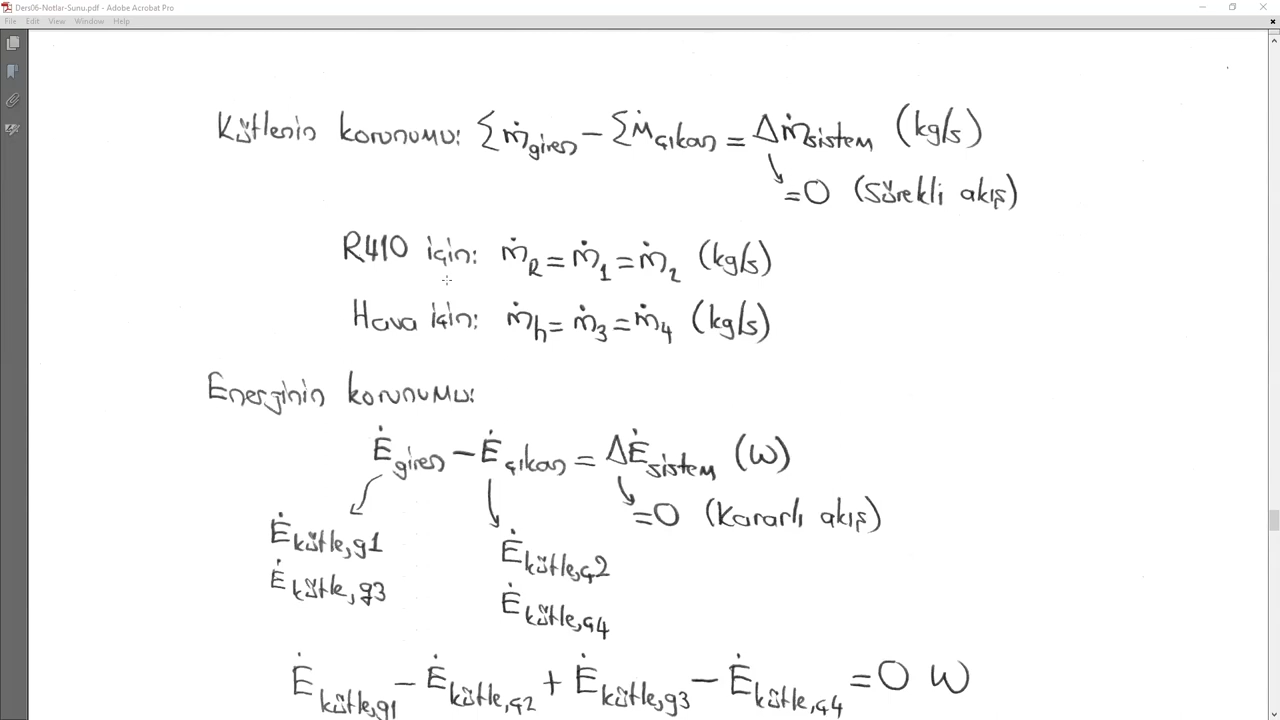 Ders06-Notlar-Sunu.pdf - Adobe Acrobat Pro
File Edit View Window Help
Kütlenin korunumu: Σṁgiren − Σṁçıkan = Δṁsistem (kg/s)
=0 (Sürekli akış)
R410 için: ṁR = ṁ1 = ṁ2 (kg/s)
Hava için: ṁh = ṁ3 = ṁ4 (kg/s)
Enerjinin korunumu:
Ėgiren − Ėçıkan = ΔĖsistem (W)
=0 (Kararlı akış)
Ėkütle,g1
Ėkütle,g3
Ėkütle,ç2
Ėkütle,ç4
Ėkütle,g1 − Ėkütle,ç2 + Ėkütle,g3 − Ėkütle,ç4 = 0 W